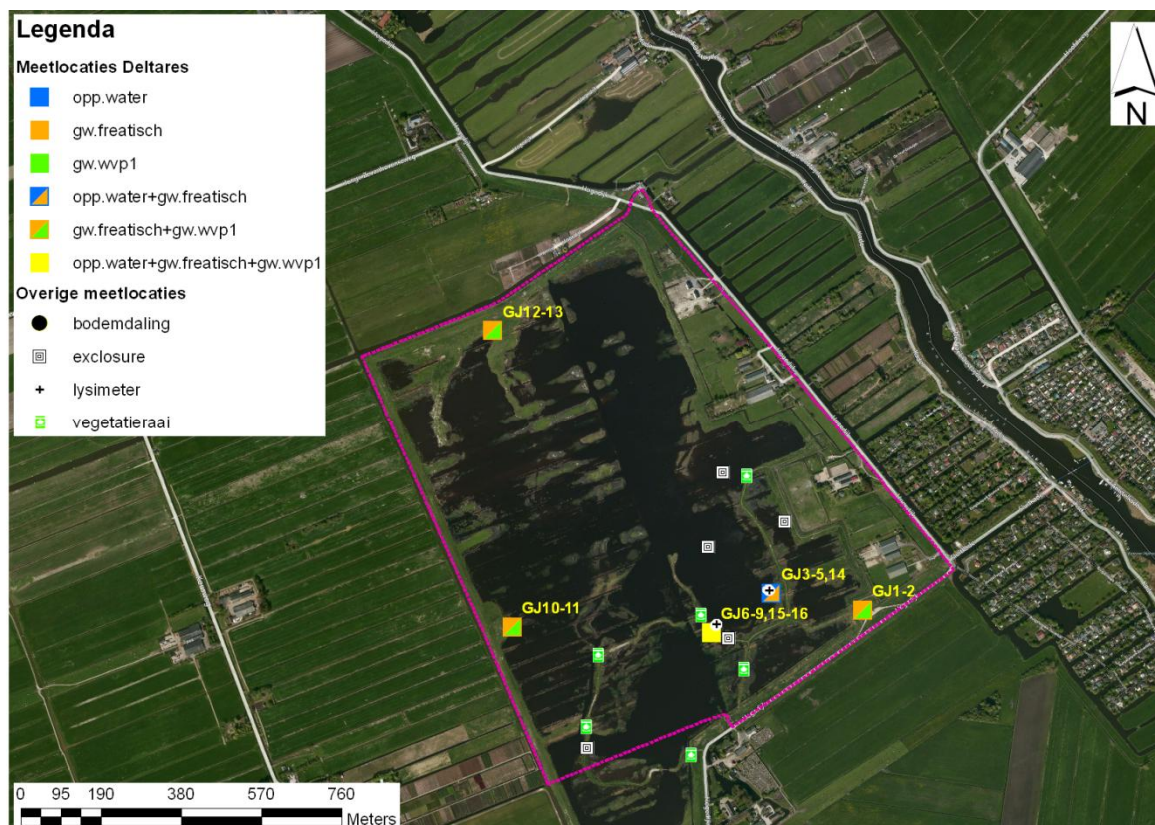 Legenda
Meetlocaties Deltares
opp.water
gw.freatisch
gw.wvp1
opp.water+gw.freatisch
gw.freatisch+gw.wvp1
opp.water+gw.freatisch+gw.wvp1
Overige meetlocaties
bodemdaling
exclosure
lysimeter
vegetatieraai
N
GJ12-13
GJ3-5,14
GJ1-2
GJ10-11
GJ6-9,15-16
0 95 190 380 570 760
Meters